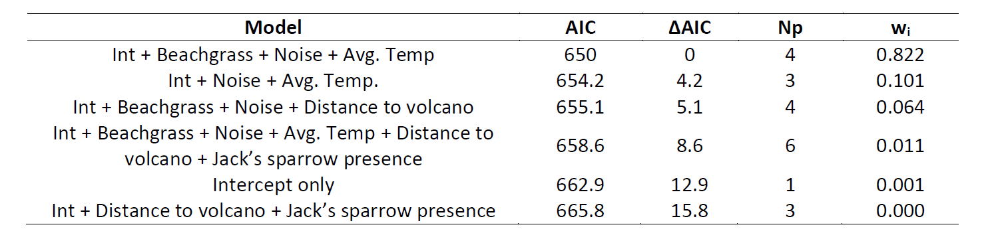 Model AIC ΔAIC Np wᵢ
Int + Beachgrass + Noise + Avg. Temp 650 0 4 0.822
Int + Noise + Avg. Temp. 654.2 4.2 3 0.101
Int + Beachgrass + Noise + Distance to volcano 655.1 5.1 4 0.064
Int + Beachgrass + Noise + Avg. Temp + Distance to
volcano + Jack’s sparrow presence 658.6 8.6 6 0.011
Intercept only 662.9 12.9 1 0.001
Int + Distance to volcano + Jack’s sparrow presence 665.8 15.8 3 0.000